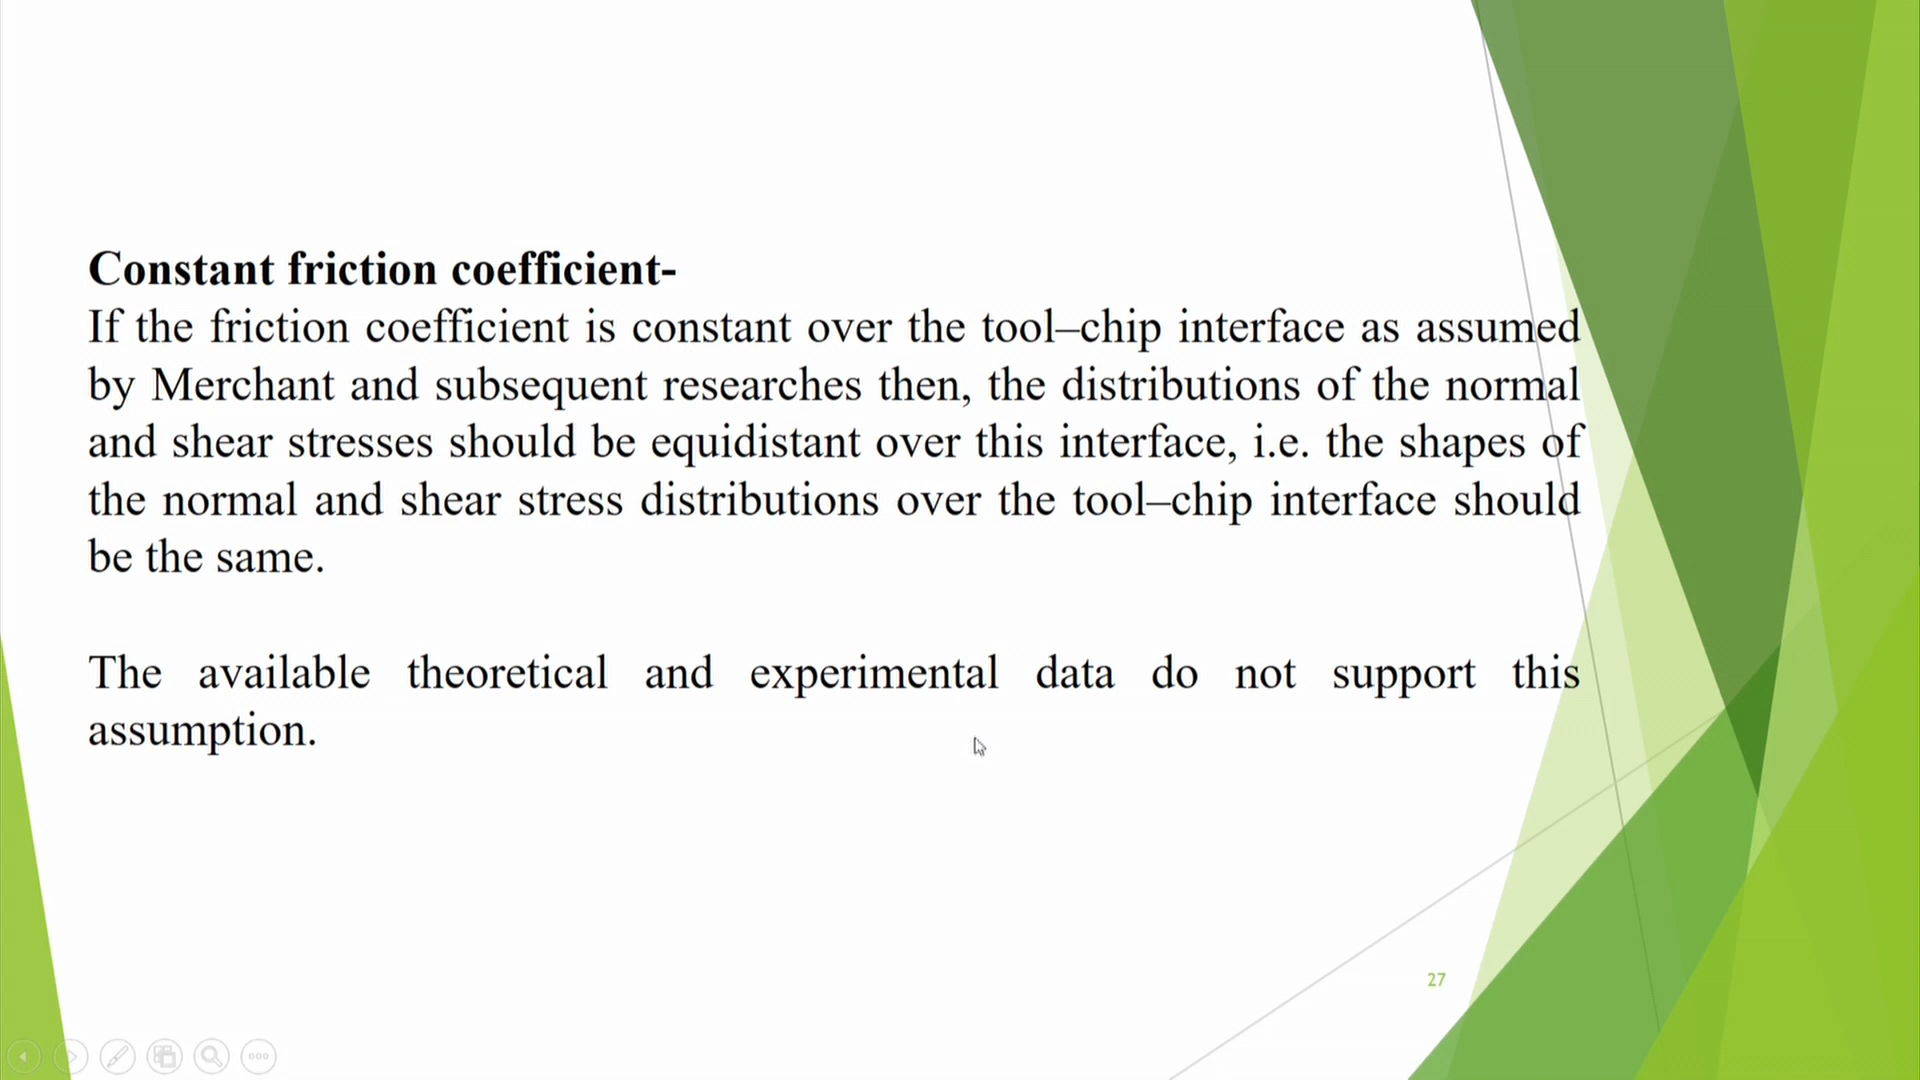 Constant friction coefficient-
If the friction coefficient is constant over the tool–chip interface as assumed
by Merchant and subsequent researches then, the distributions of the normal
and shear stresses should be equidistant over this interface, i.e. the shapes of
the normal and shear stress distributions over the tool–chip interface should
be the same.
The available theoretical and experimental data do not support this
assumption.
27